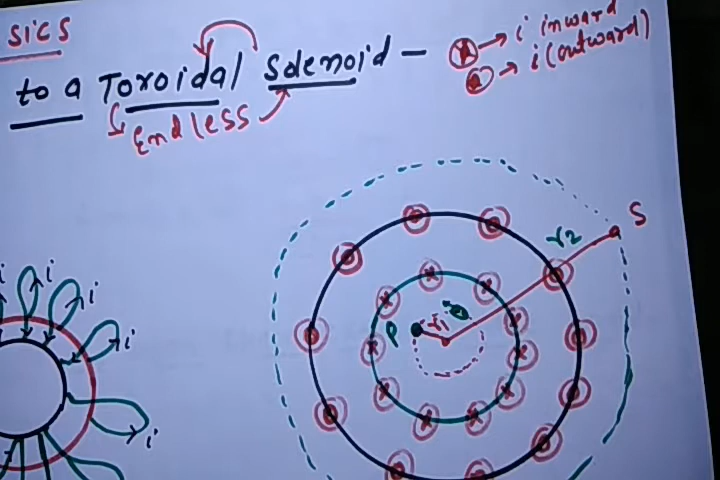 SICS
to a Toroidal Solenoid -
Endless
i inward
i (outward)
i
i
i
i
i
r2
S
P
r1